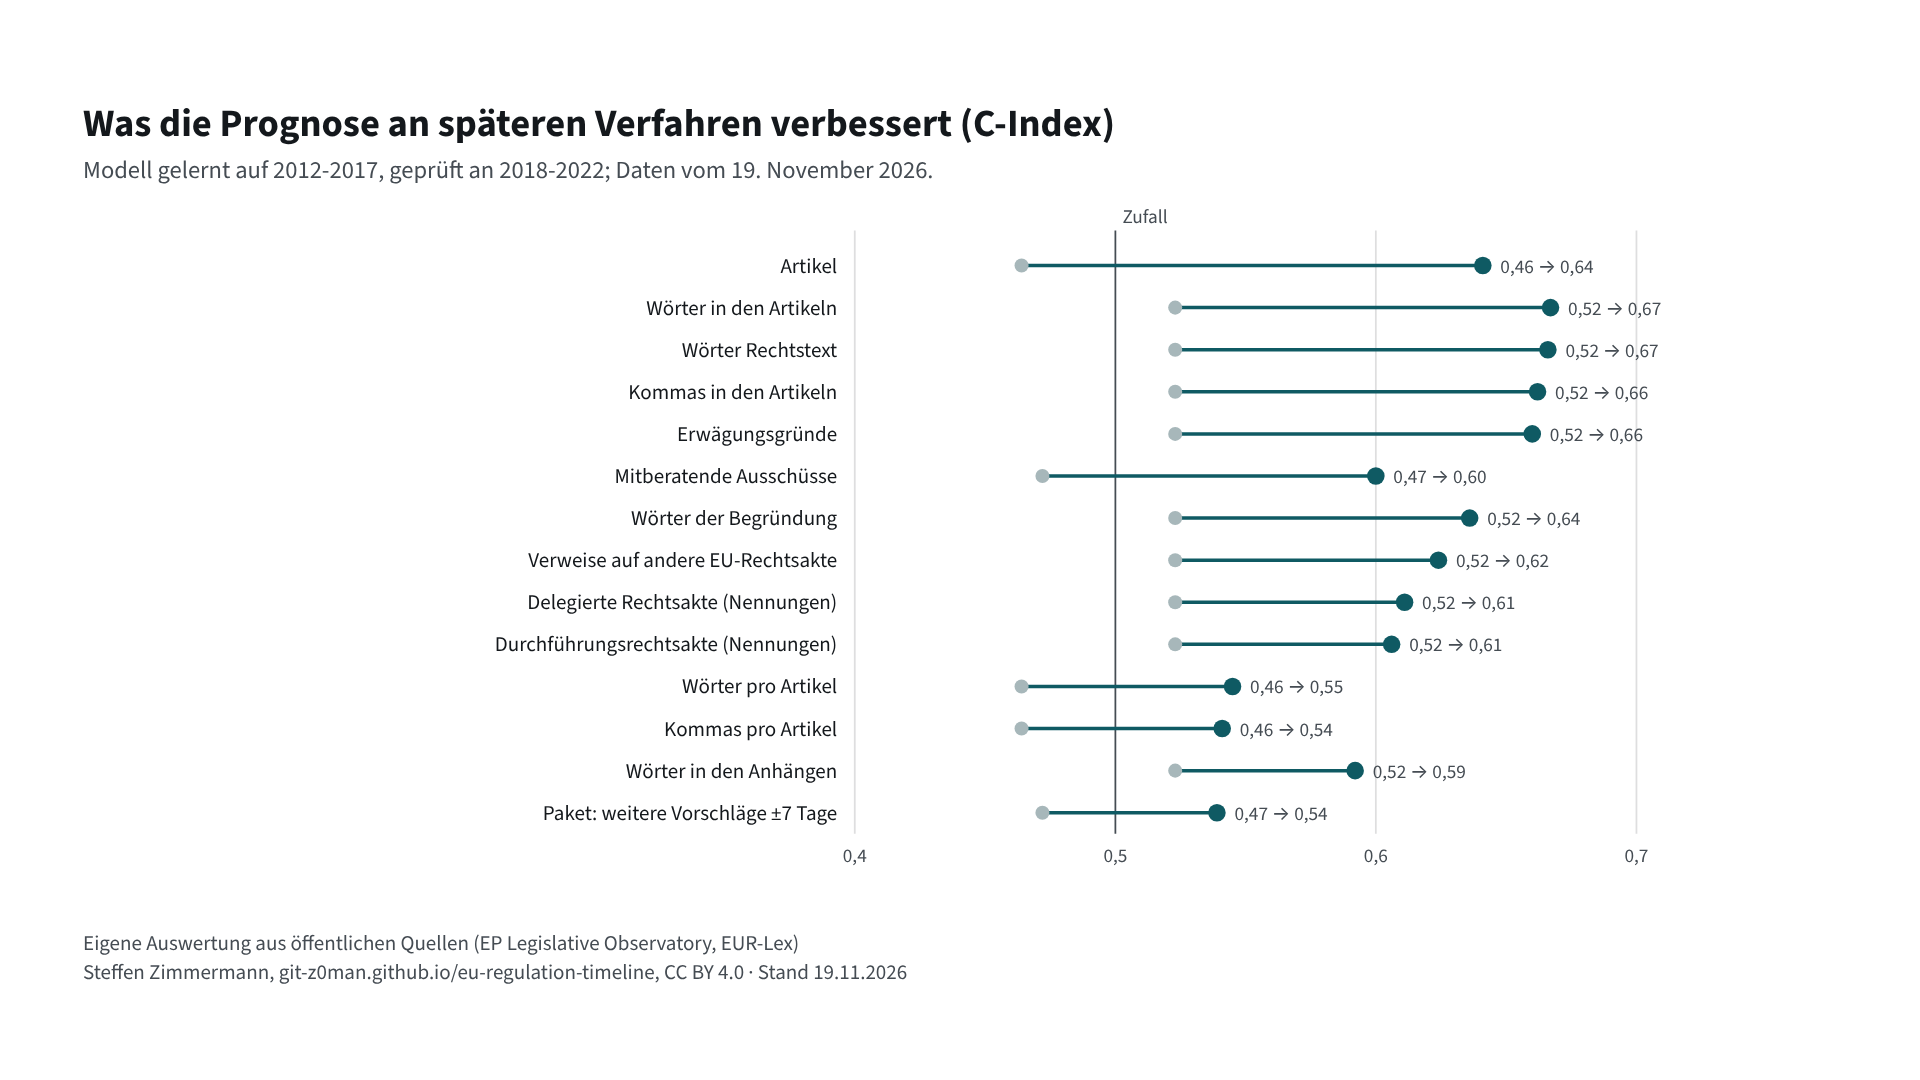 Was die Prognose an späteren Verfahren verbessert (C-Index)
Modell gelernt auf 2012-2017, geprüft an 2018-2022; Daten vom 19. November 2026.
Zufall
Artikel 0,46 → 0,64
Wörter in den Artikeln 0,52 → 0,67
Wörter Rechtstext 0,52 → 0,67
Kommas in den Artikeln 0,52 → 0,66
Erwägungsgründe 0,52 → 0,66
Mitberatende Ausschüsse 0,47 → 0,60
Wörter der Begründung 0,52 → 0,64
Verweise auf andere EU-Rechtsakte 0,52 → 0,62
Delegierte Rechtsakte (Nennungen) 0,52 → 0,61
Durchführungsrechtsakte (Nennungen) 0,52 → 0,61
Wörter pro Artikel 0,46 → 0,55
Kommas pro Artikel 0,46 → 0,54
Wörter in den Anhängen 0,52 → 0,59
Paket: weitere Vorschläge ±7 Tage 0,47 → 0,54
0,4 0,5 0,6 0,7
Eigene Auswertung aus öffentlichen Quellen (EP Legislative Observatory, EUR-Lex)
Steffen Zimmermann, git-z0man.github.io/eu-regulation-timeline, CC BY 4.0 · Stand 19.11.2026